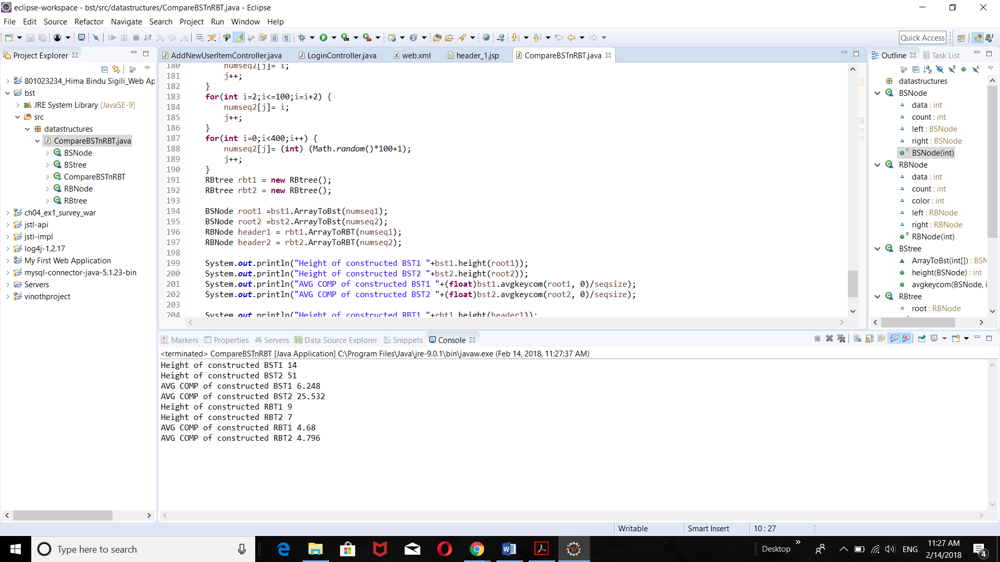 eclipse-workspace - bst/src/datastructures/CompareBSTnRBT.java - Eclipse
File Edit Source Refactor Navigate Search Project Run Window Help
Quick Access
Project Explorer
801023234_Hima Bindu Sigili_Web Ap
bst
JRE System Library [JavaSE-9]
src
datastructures
CompareBSTnRBT.java
BSNode
BStree
CompareBSTnRBT
RBNode
RBtree
ch04_ex1_survey_war
jstl-api
jstl-impl
log4j-1.2.17
My First Web Application
mysql-connector-java-5.1.23-bin
Servers
vinothproject
AddNewUserItemController.java LoginController.java web.xml header_1.jsp CompareBSTnRBT.java
180 numseq2[j]= i;
181 j++;
182 }
183 for(int i=2;i<=100;i=i+2) {
184 numseq2[j]= i;
185 j++;
186 }
187 for(int i=0;i<400;i++) {
188 numseq2[j]= (int) (Math.random()*100+1);
189 j++;
190 }
191 RBtree rbt1 = new RBtree();
192 RBtree rbt2 = new RBtree();
193
194 BSNode root1 =bst1.ArrayToBst(numseq1);
195 BSNode root2 =bst2.ArrayToBst(numseq2);
196 RBNode header1 = rbt1.ArrayToRBT(numseq1);
197 RBNode header2 = rbt2.ArrayToRBT(numseq2);
198
199 System.out.println("Height of constructed BST1 "+bst1.height(root1));
200 System.out.println("Height of constructed BST2 "+bst2.height(root2));
201 System.out.println("AVG COMP of constructed BST1 "+(float)bst1.avgkeycom(root1, 0)/seqsize);
202 System.out.println("AVG COMP of constructed BST2 "+(float)bst2.avgkeycom(root2, 0)/seqsize);
203
204 System.out.println("Height of constructed RBT1 "+rbt1.height(header1));
Outline Task List
datastructures
BSNode
data : int
count : int
left : BSNode
right : BSNode
BSNode(int)
RBNode
data : int
count : int
color : int
left : RBNode
right : RBNode
RBNode(int)
BStree
ArrayToBst(int[]) : BSN
height(BSNode) : int
avgkeycom(BSNode, i
RBtree
root : RBNode
Markers Properties Servers Data Source Explorer Snippets Console
<terminated> CompareBSTnRBT [Java Application] C:\Program Files\Java\jre-9.0.1\bin\javaw.exe (Feb 14, 2018, 11:27:37 AM)
Height of constructed BST1 14
Height of constructed BST2 51
AVG COMP of constructed BST1 6.248
AVG COMP of constructed BST2 25.532
Height of constructed RBT1 9
Height of constructed RBT2 7
AVG COMP of constructed RBT1 4.68
AVG COMP of constructed RBT2 4.796
Writable Smart Insert 10 : 27
Type here to search
Desktop
ENG
11:27 AM
2/14/2018
4